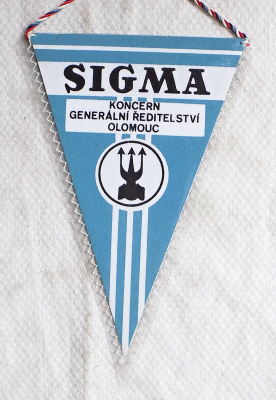 SIGMA
KONCERN
GENERÁLNÍ ŘEDITELSTVÍ
OLOMOUC